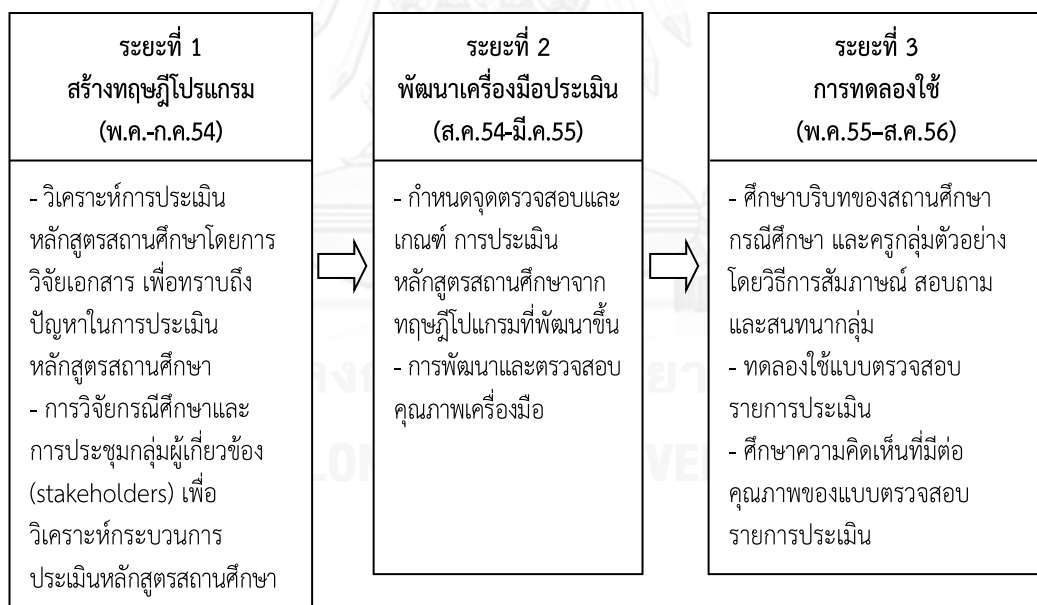 ระยะที่ 1
สร้างทฤษฎีโปรแกรม
(พ.ค.-ก.ค.54)
- วิเคราะห์การประเมิน
หลักสูตรสถานศึกษาโดยการ
วิจัยเอกสาร เพื่อทราบถึง
ปัญหาในการประเมิน
หลักสูตรสถานศึกษา
- การวิจัยกรณีศึกษาและ
การประชุมกลุ่มผู้เกี่ยวข้อง
(stakeholders) เพื่อ
วิเคราะห์กระบวนการ
ประเมินหลักสูตรสถานศึกษา
ระยะที่ 2
พัฒนาเครื่องมือประเมิน
(ส.ค.54-มี.ค.55)
- กำหนดจุดตรวจสอบและ
เกณฑ์ การประเมิน
หลักสูตรสถานศึกษาจาก
ทฤษฎีโปแกรมที่พัฒนาขึ้น
- การพัฒนาและตรวจสอบ
คุณภาพเครื่องมือ
ระยะที่ 3
การทดลองใช้
(พ.ค.55–ส.ค.56)
- ศึกษาบริบทของสถานศึกษา
กรณีศึกษา และครูกลุ่มตัวอย่าง
โดยวิธีการสัมภาษณ์ สอบถาม
และสนทนากลุ่ม
- ทดลองใช้แบบตรวจสอบ
รายการประเมิน
- ศึกษาความคิดเห็นที่มีต่อ
คุณภาพของแบบตรวจสอบ
รายการประเมิน